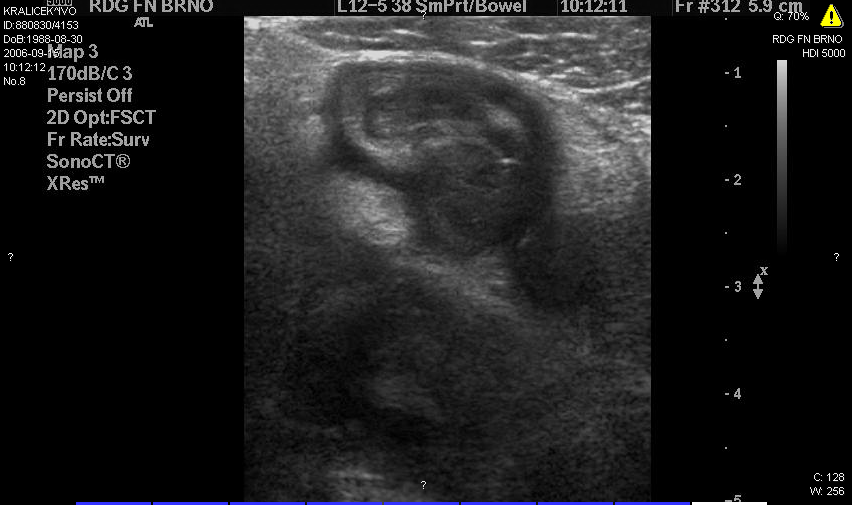 RDG FN BRNO
ATL
L12-5 38 SmPrt/Bowel
10:12:11
Fr #312 5.9 cm
KRALICEK^IVO
ID:880830/4153
DoB:1988-08-30
10:12:12
No.8
Map 3
170dB/C 3
Persist Off
2D Opt:FSCT
Fr Rate:Surv
SonoCT®
XRes™
Q: 70%
RDG FN BRNO
HDI 5000
?
?
?
?
- 1
- 2
- 3
- 4
-5
x
C: 128
W: 256